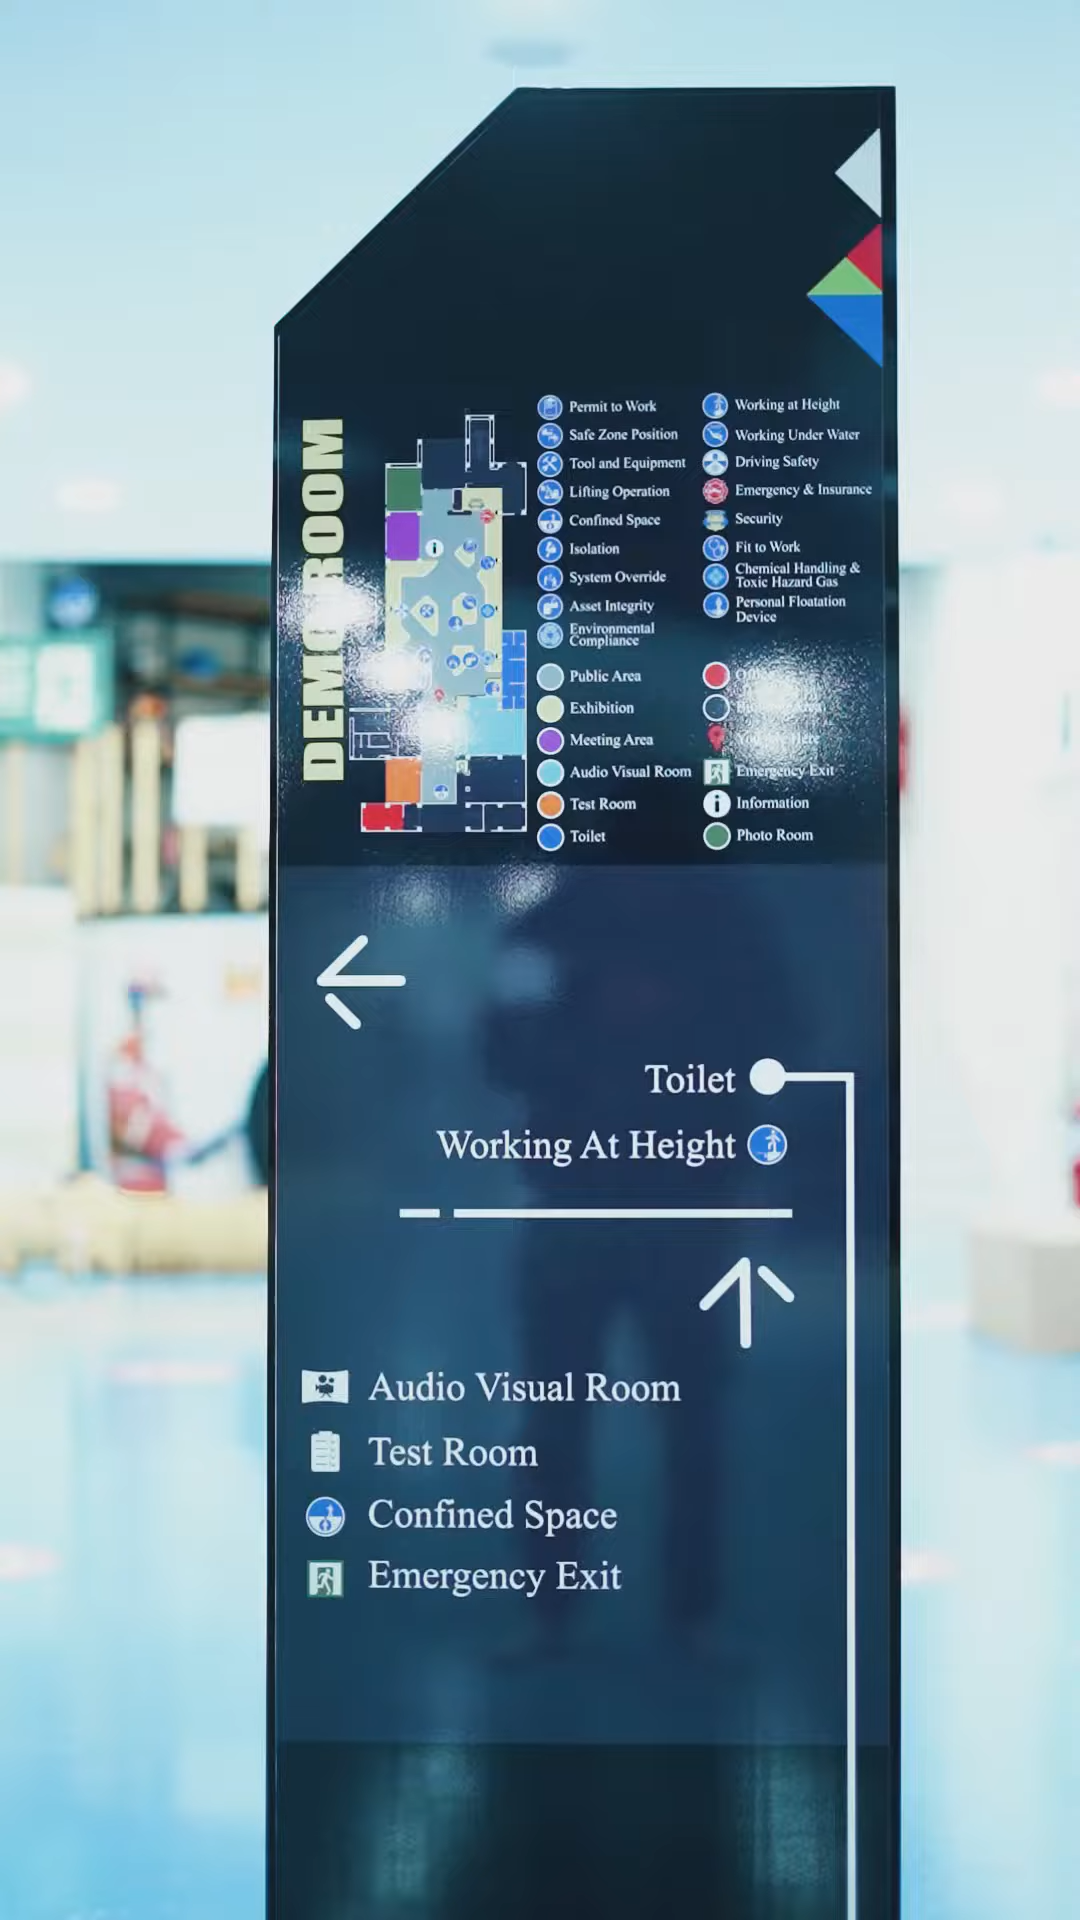 DEMO ROOM
Permit to Work
Safe Zone Position
Tool and Equipment
Lifting Operation
Confined Space
Isolation
System Override
Asset Integrity
Environmental
Compliance
Working at Height
Working Under Water
Driving Safety
Emergency & Insurance
Security
Fit to Work
Chemical Handling &
Toxic Hazard Gas
Personal Floatation
Device
Public Area
Exhibition
Meeting Area
Audio Visual Room
Test Room
Toilet
Here
Emergency Exit
Information
Photo Room
Toilet
Working At Height
Audio Visual Room
Test Room
Confined Space
Emergency Exit